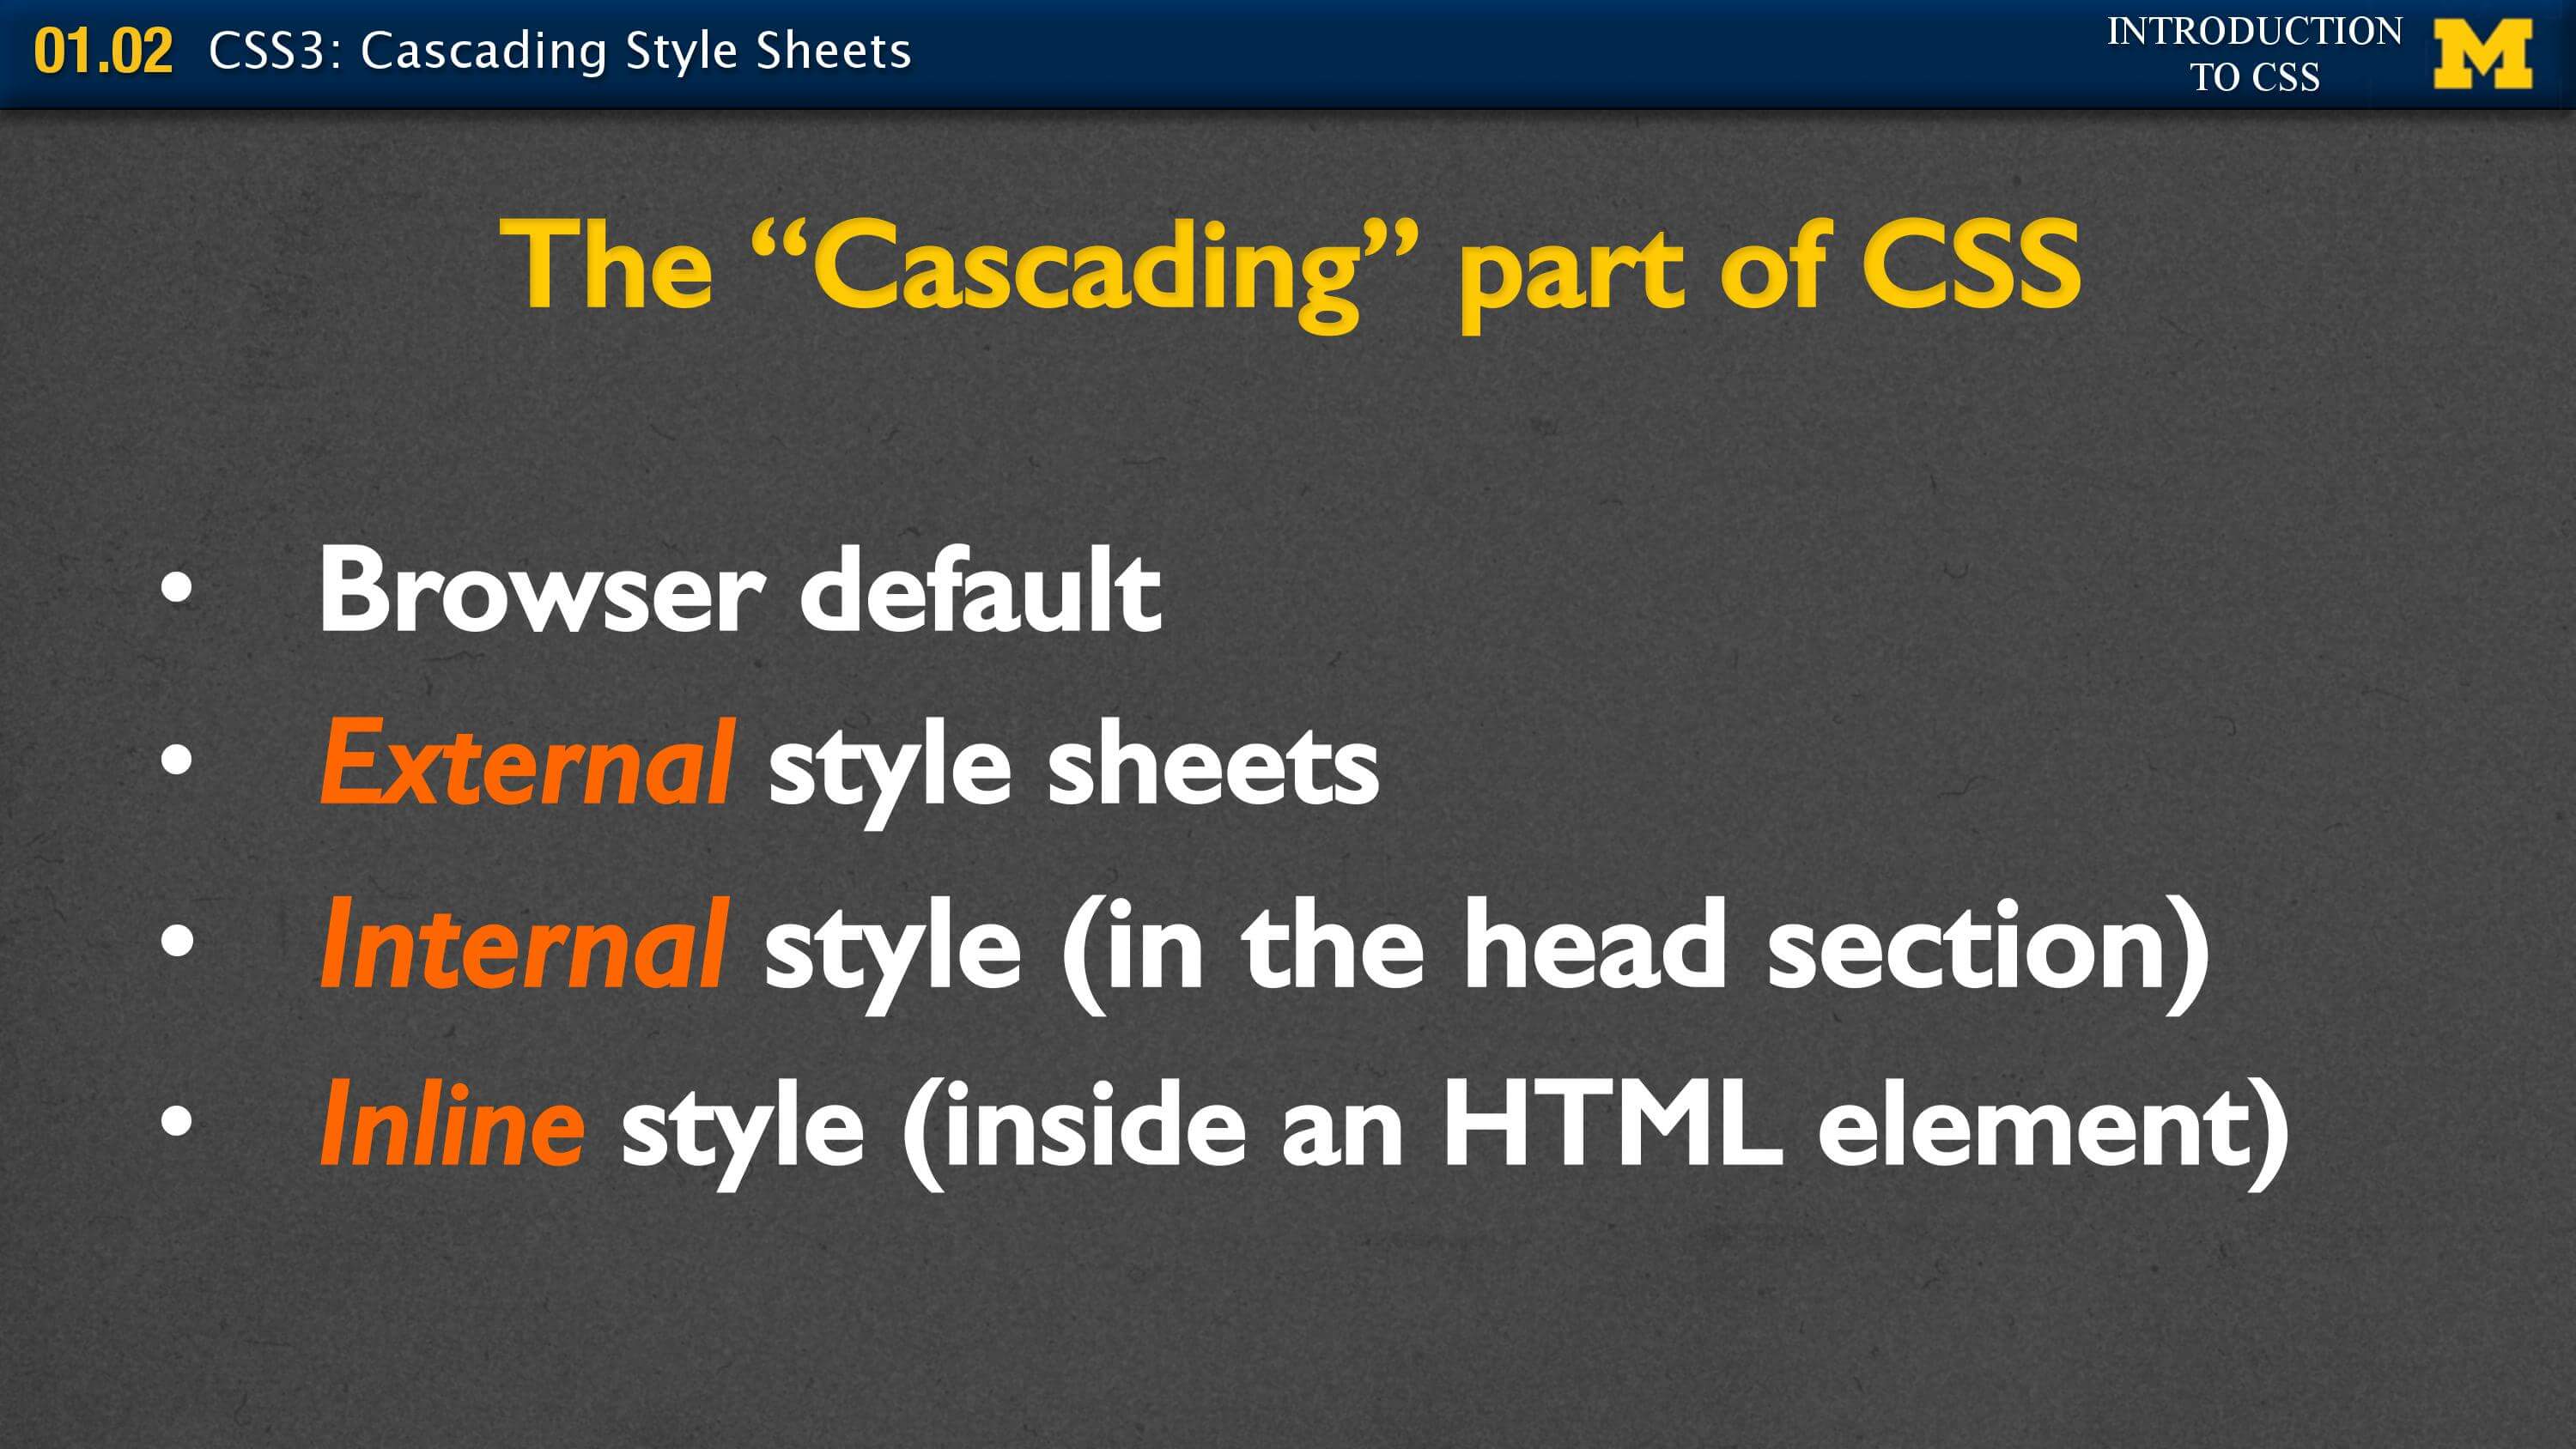 01.02 CSS3: Cascading Style Sheets
INTRODUCTION
TO CSS
M
The “Cascading” part of CSS
• Browser default
• External style sheets
• Internal style (in the head section)
• Inline style (inside an HTML element)